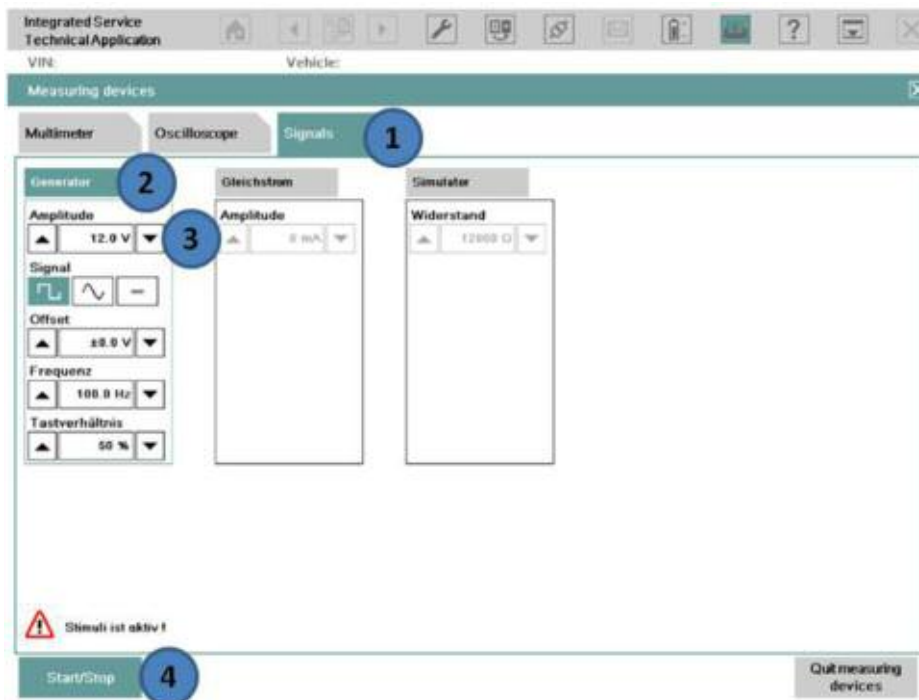 Integrated Service
Technical Application
?
VIN:
Vehicle:
Measuring devices
Multimeter
Oscilloscope
Signals
1
Generator
2
Gleichstrom
Simulator
Amplitude
12.0 V
3
Amplitude
0 mA
Widerstand
12000 Ω
Signal
Offset
±0.0 V
Frequenz
100.0 Hz
Tastverhältnis
50 %
Stimuli ist aktiv !
Start/Stop
4
Quit measuring
devices